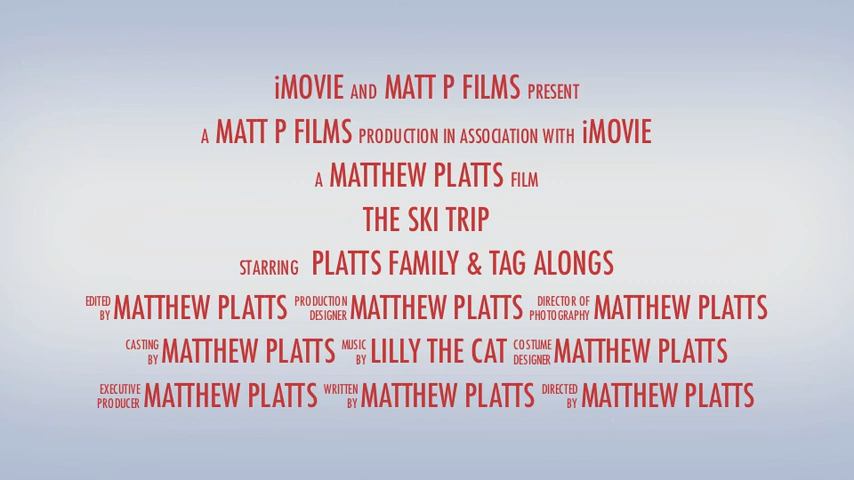 iMOVIE AND MATT P FILMS PRESENT
A MATT P FILMS PRODUCTION IN ASSOCIATION WITH iMOVIE
A MATTHEW PLATTS FILM
THE SKI TRIP
STARRING PLATTS FAMILY & TAG ALONGS
EDITED BY MATTHEW PLATTS PRODUCTION DESIGNER MATTHEW PLATTS DIRECTOR OF PHOTOGRAPHY MATTHEW PLATTS
CASTING BY MATTHEW PLATTS MUSIC BY LILLY THE CAT COSTUME DESIGNER MATTHEW PLATTS
EXECUTIVE PRODUCER MATTHEW PLATTS WRITTEN BY MATTHEW PLATTS DIRECTED BY MATTHEW PLATTS